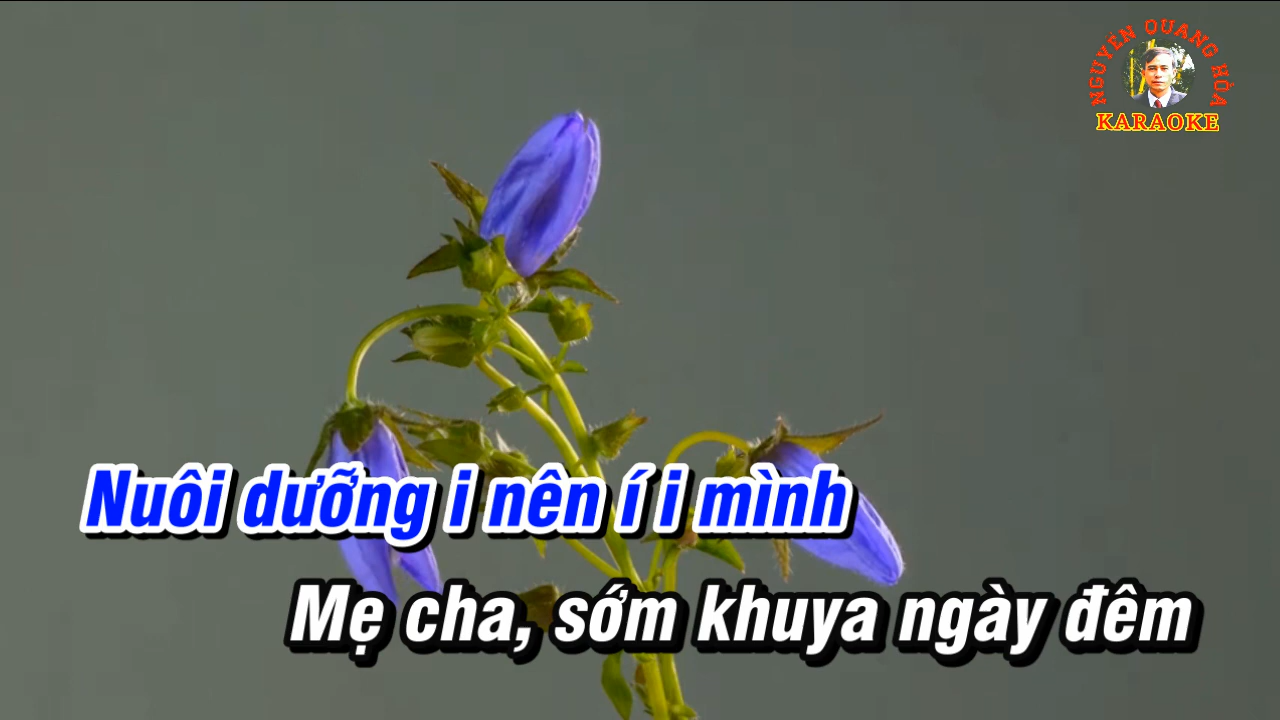 NGUYỄN QUANG HÒA
KARAOKE
Nuôi dưỡng i nên í i mình
Mẹ cha, sớm khuya ngày đêm